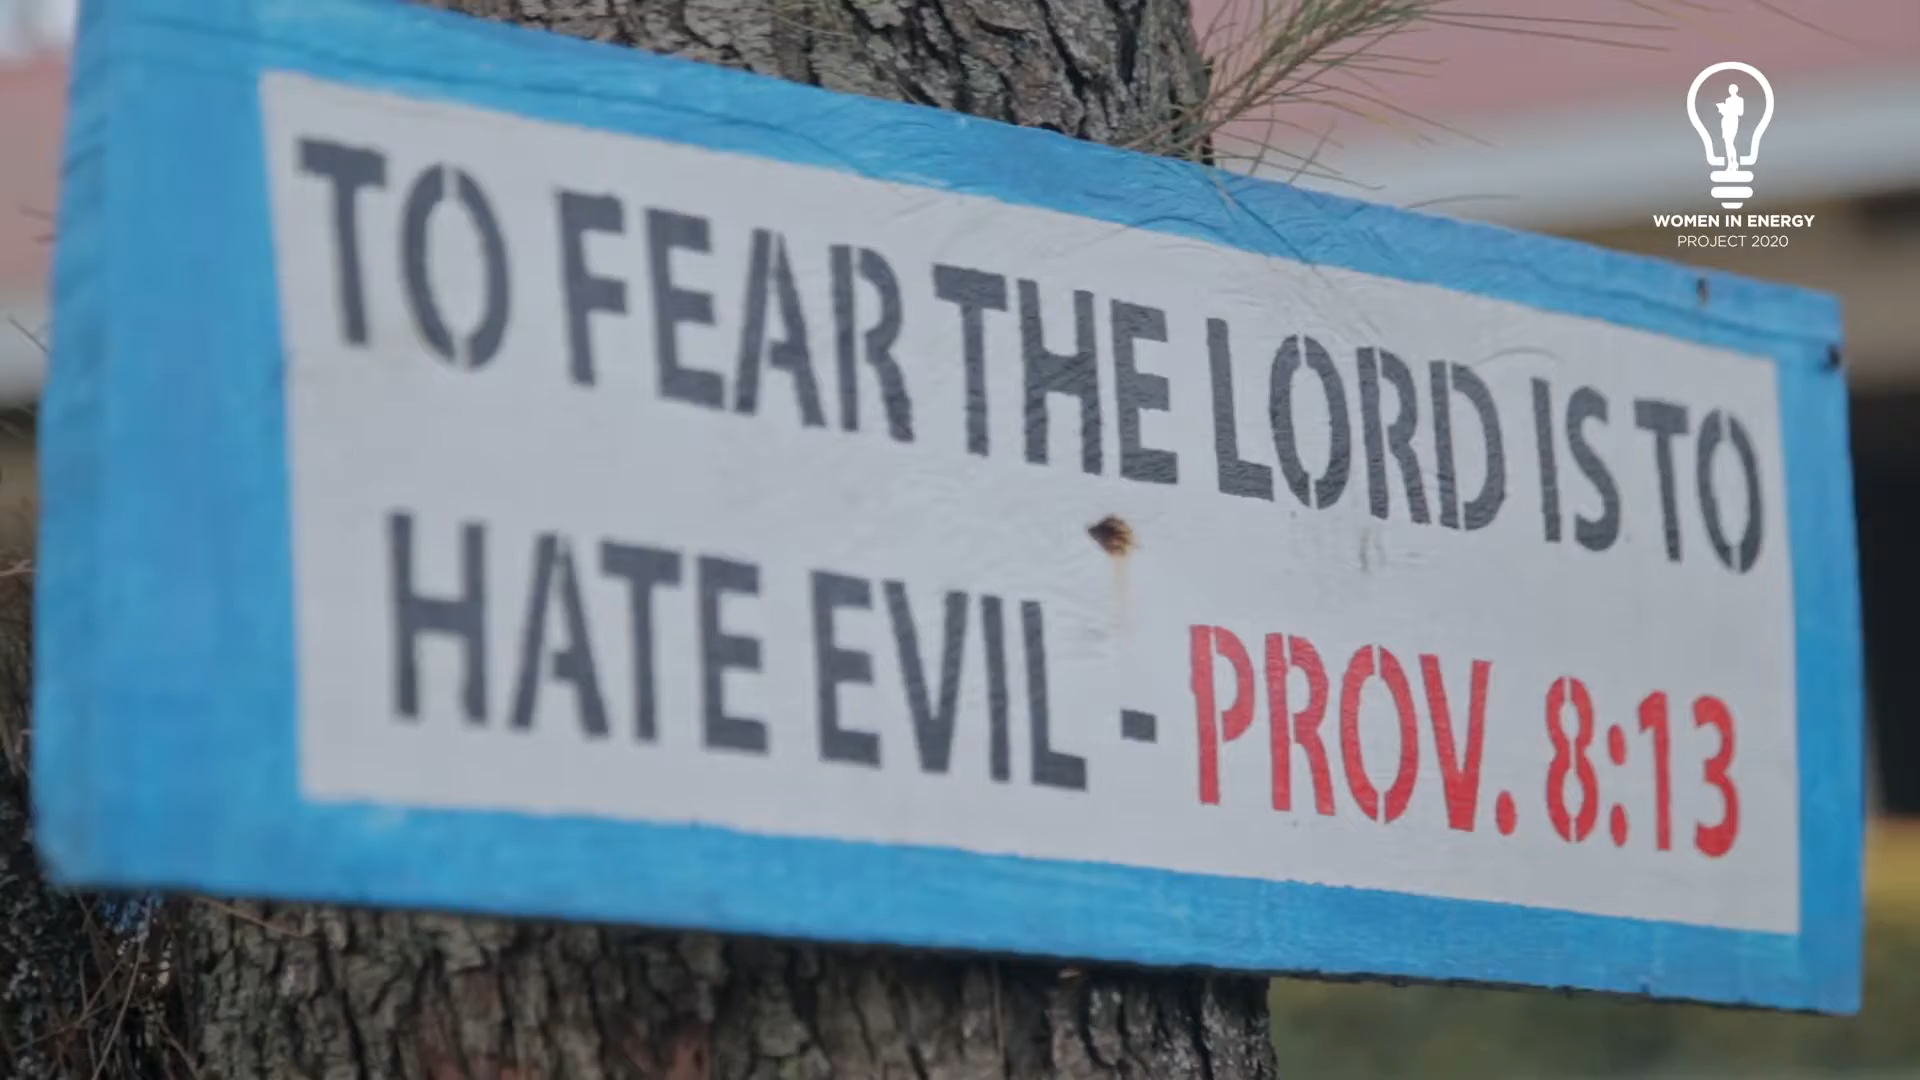 TO FEAR THE LORD IS TO
HATE EVIL - PROV. 8:13
WOMEN IN ENERGY
PROJECT 2020